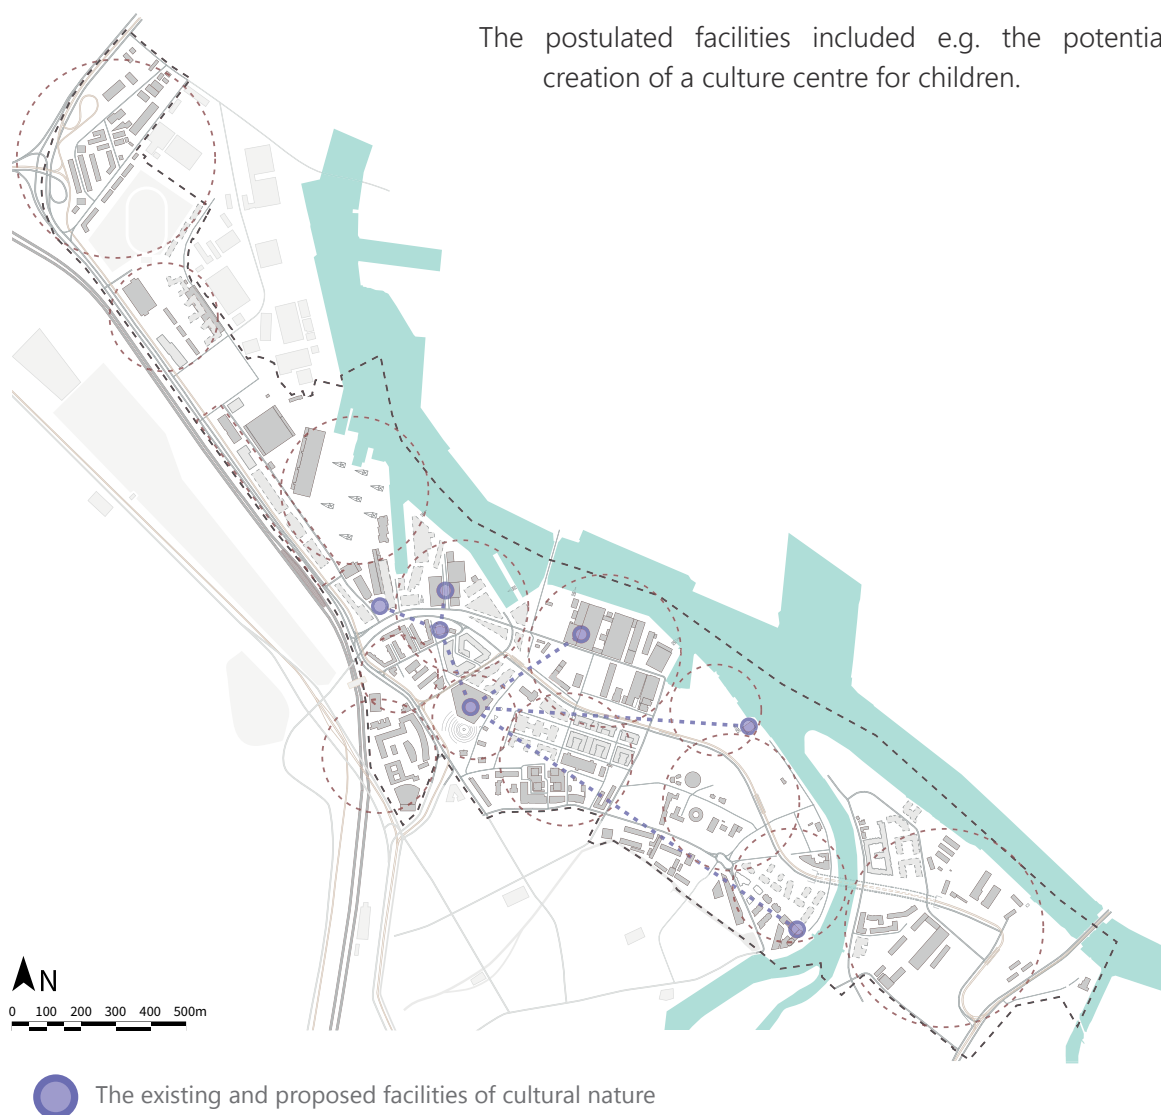 The postulated facilities included e.g. the potentia
creation of a culture centre for children.
N
0 100 200 300 400 500m
The existing and proposed facilities of cultural nature